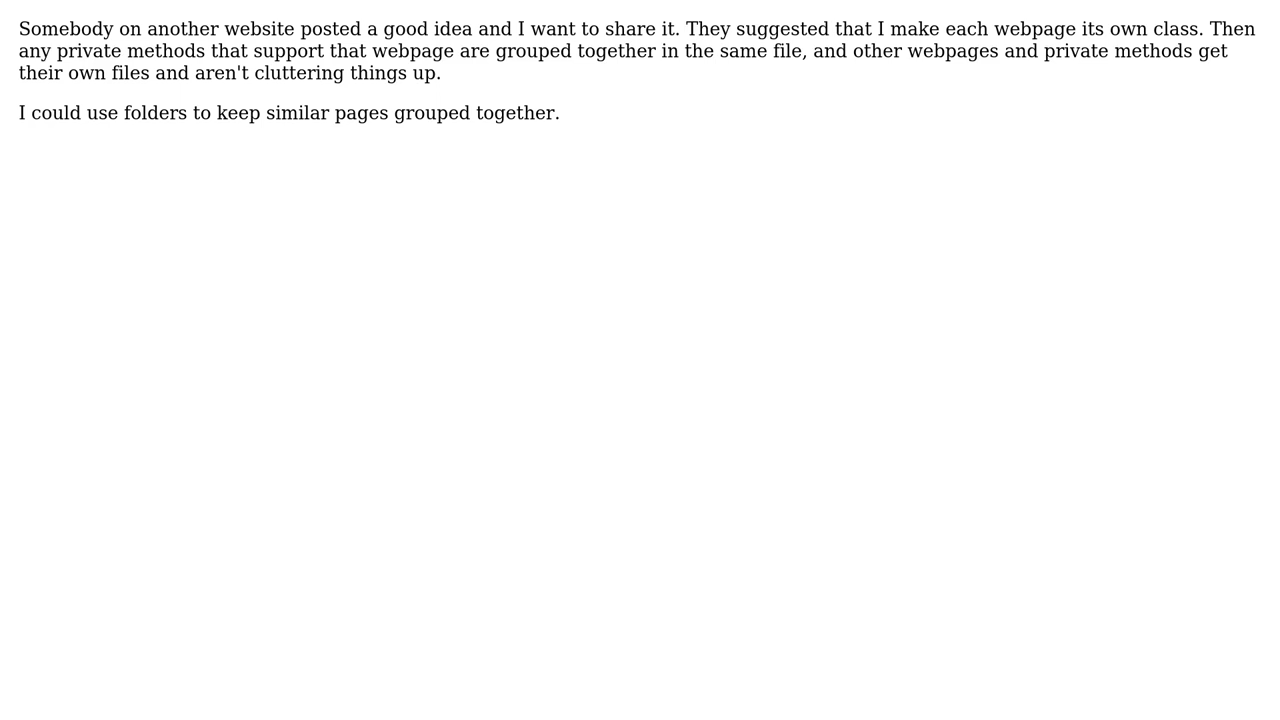 Somebody on another website posted a good idea and I want to share it. They suggested that I make each webpage its own class. Then
any private methods that support that webpage are grouped together in the same file, and other webpages and private methods get
their own files and aren't cluttering things up.
I could use folders to keep similar pages grouped together.